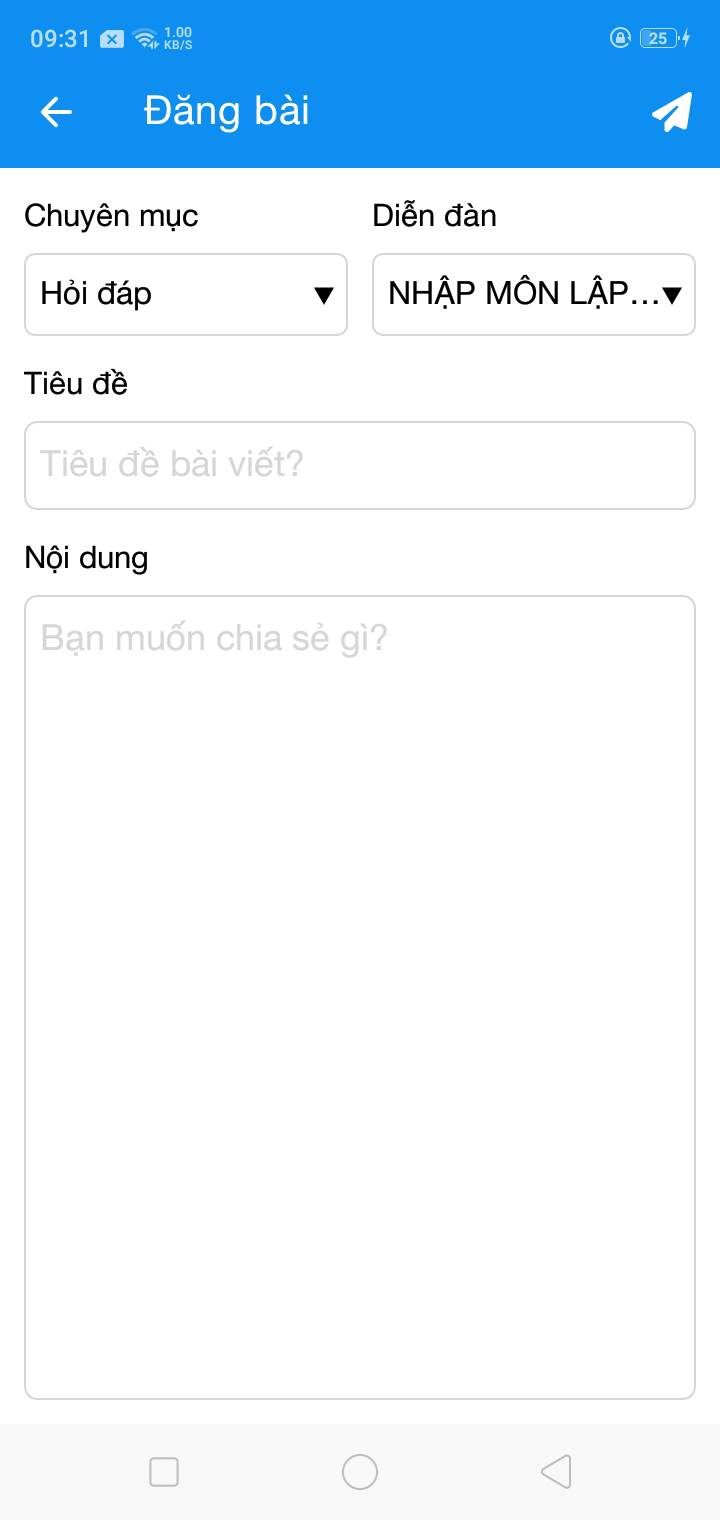 09:31 1.00 KB/S 25
Đăng bài
Chuyên mục Diễn đàn
Hỏi đáp NHẬP MÔN LẬP...
Tiêu đề
Tiêu đề bài viết?
Nội dung
Bạn muốn chia sẻ gì?